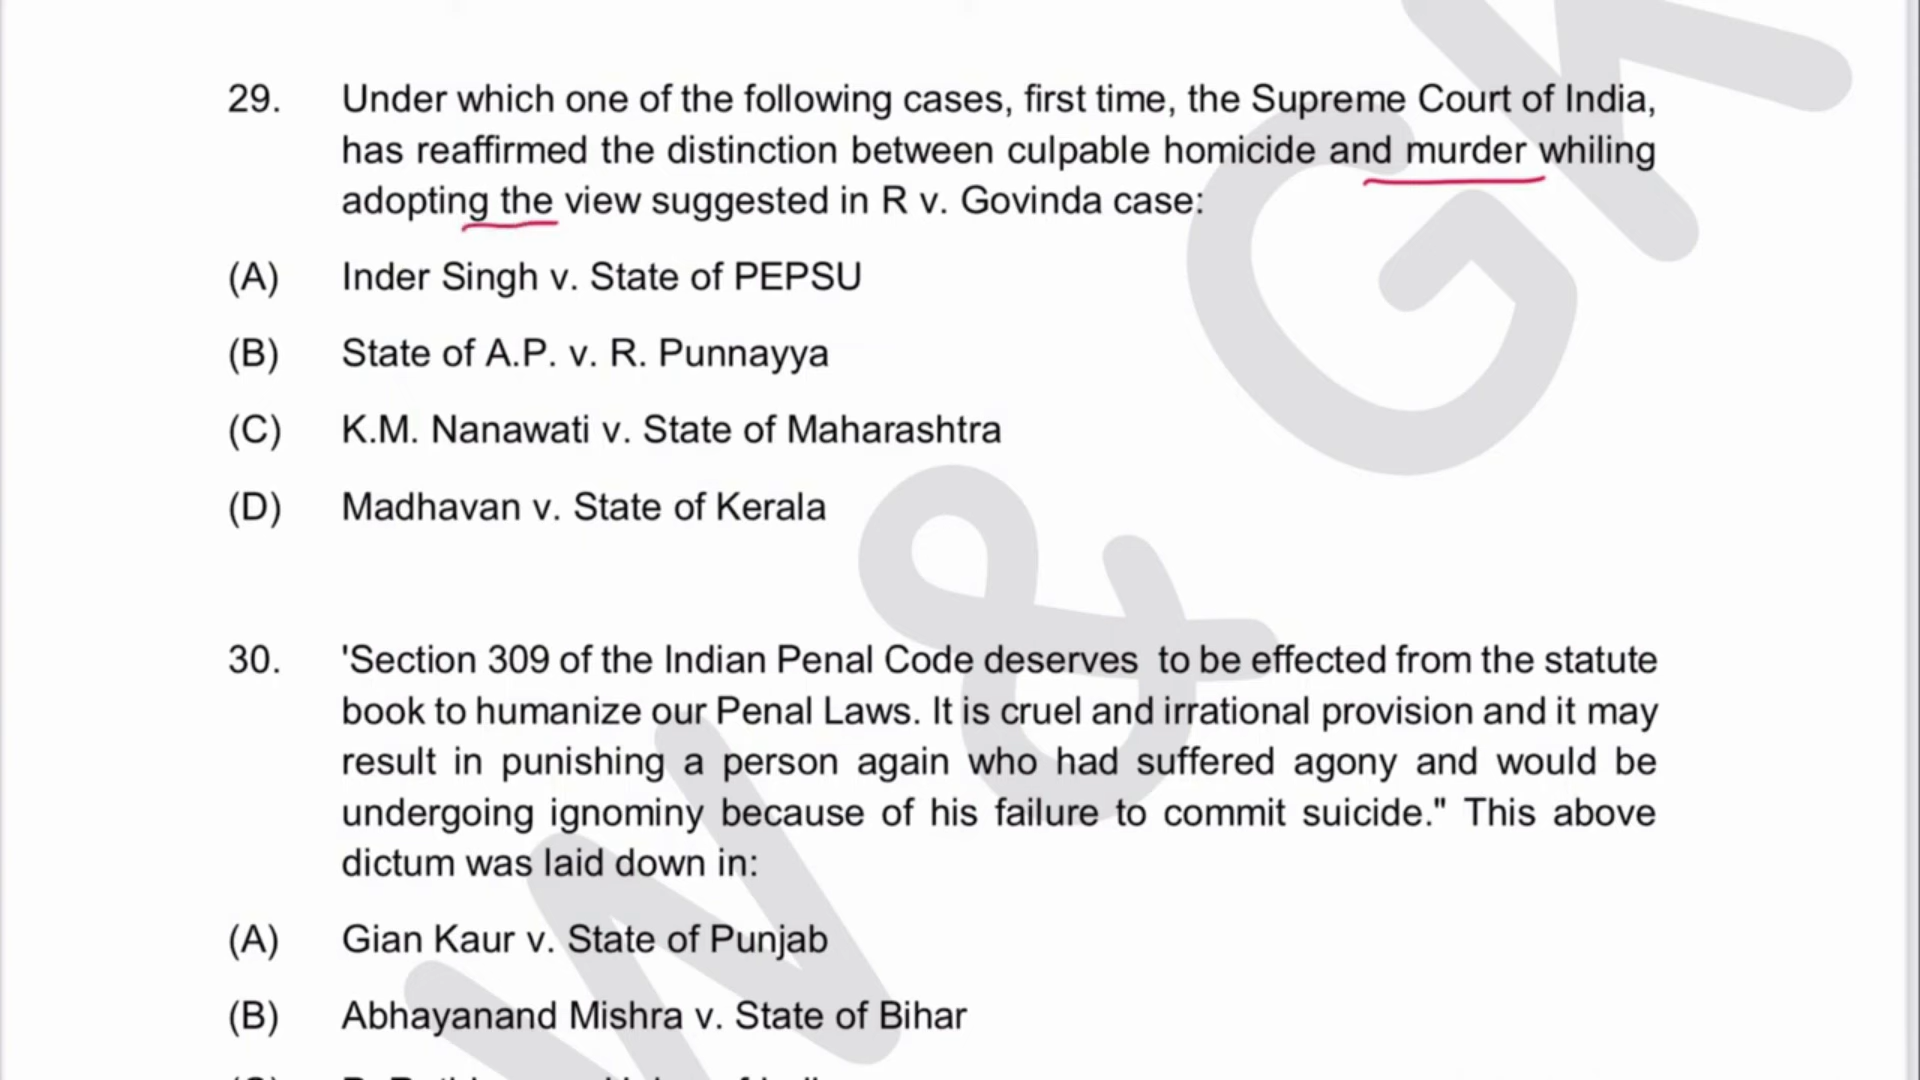 29. Under which one of the following cases, first time, the Supreme Court of India,
has reaffirmed the distinction between culpable homicide and murder whiling
adopting the view suggested in R v. Govinda case:
(A) Inder Singh v. State of PEPSU
(B) State of A.P. v. R. Punnayya
(C) K.M. Nanawati v. State of Maharashtra
(D) Madhavan v. State of Kerala
30. 'Section 309 of the Indian Penal Code deserves to be effected from the statute
book to humanize our Penal Laws. It is cruel and irrational provision and it may
result in punishing a person again who had suffered agony and would be
undergoing ignominy because of his failure to commit suicide." This above
dictum was laid down in:
(A) Gian Kaur v. State of Punjab
(B) Abhayanand Mishra v. State of Bihar
W & GK